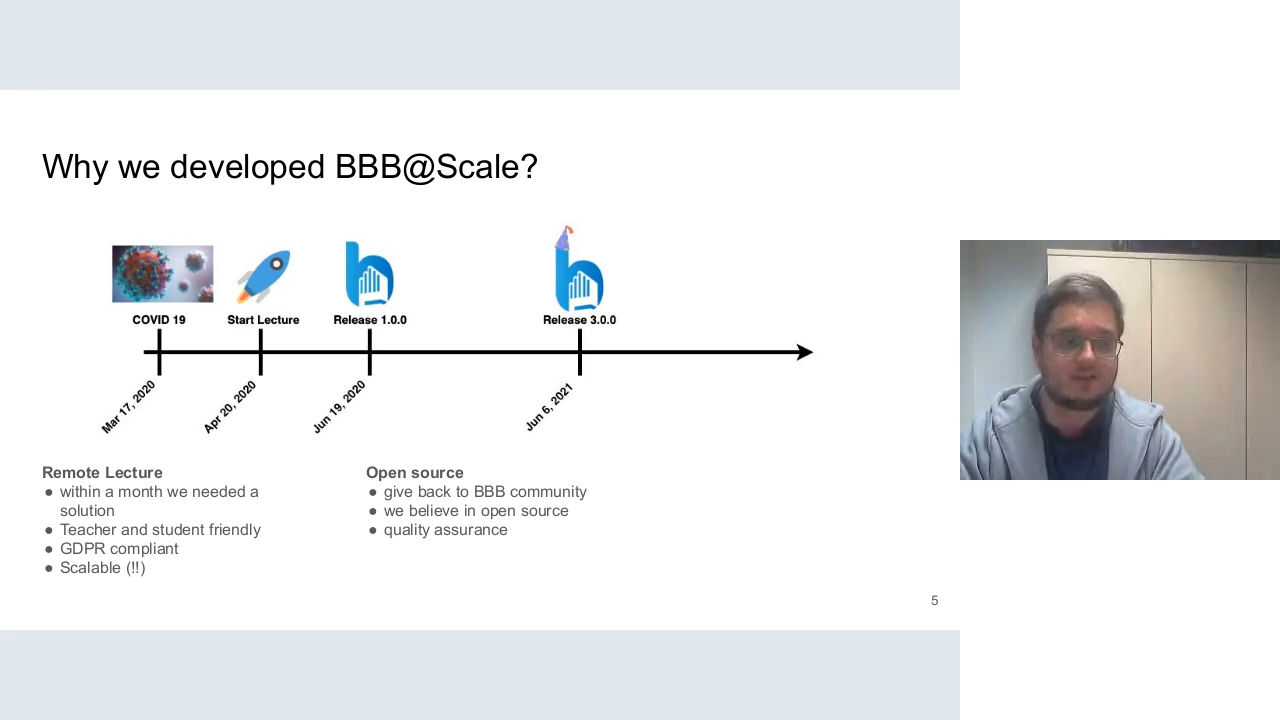 Why we developed BBB@Scale?
COVID 19
Start Lecture
Release 1.0.0
Release 3.0.0
Mar 17, 2020
Apr 20, 2020
Jun 19, 2020
Jun 6, 2021
Remote Lecture
● within a month we needed a
solution
● Teacher and student friendly
● GDPR compliant
● Scalable (!!)
Open source
● give back to BBB community
● we believe in open source
● quality assurance
5